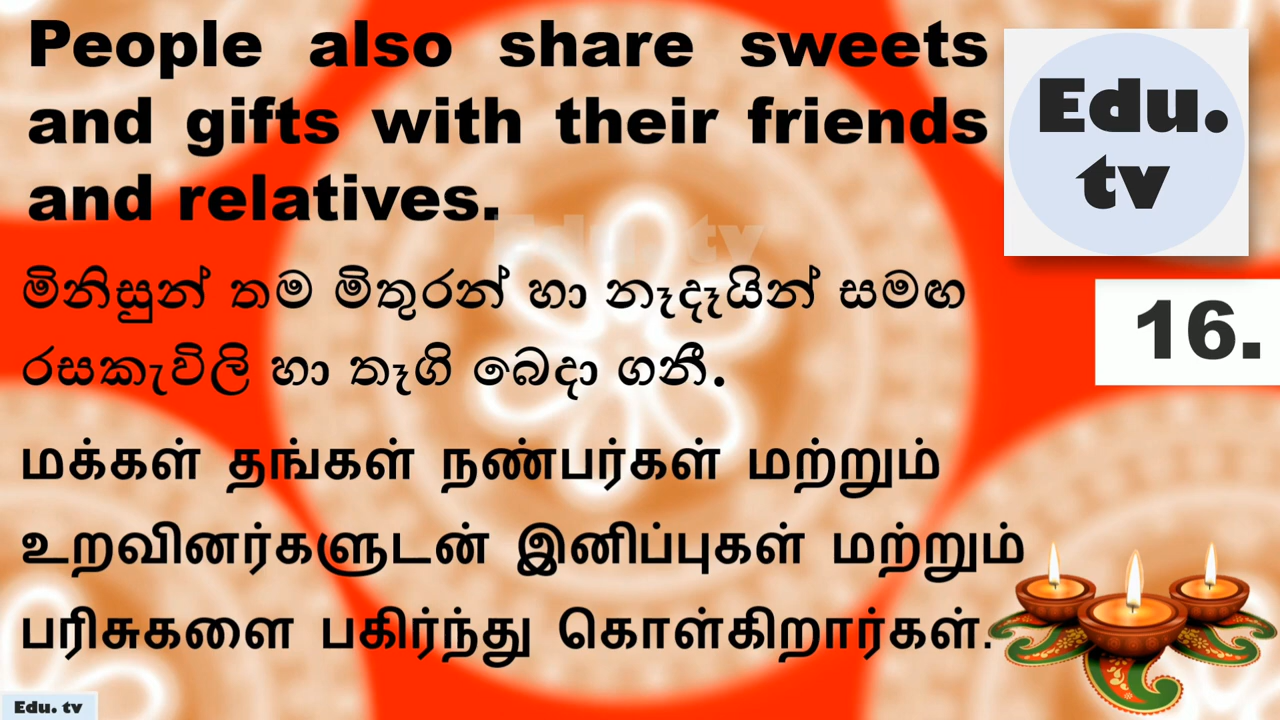 People also share sweets
and gifts with their friends
and relatives.
Edu.
tv
Edu. tv
16.
මිනිසුන් තම මිතුරන් හා නෑදෑයින් සමඟ
රසකැවිලි හා තෑගි බෙදා ගනී.
மக்கள் தங்கள் நண்பர்கள் மற்றும்
உறவினர்களுடன் இனிப்புகள் மற்றும்
பரிசுகளை பகிர்ந்து கொள்கிறார்கள்.
Edu. tv